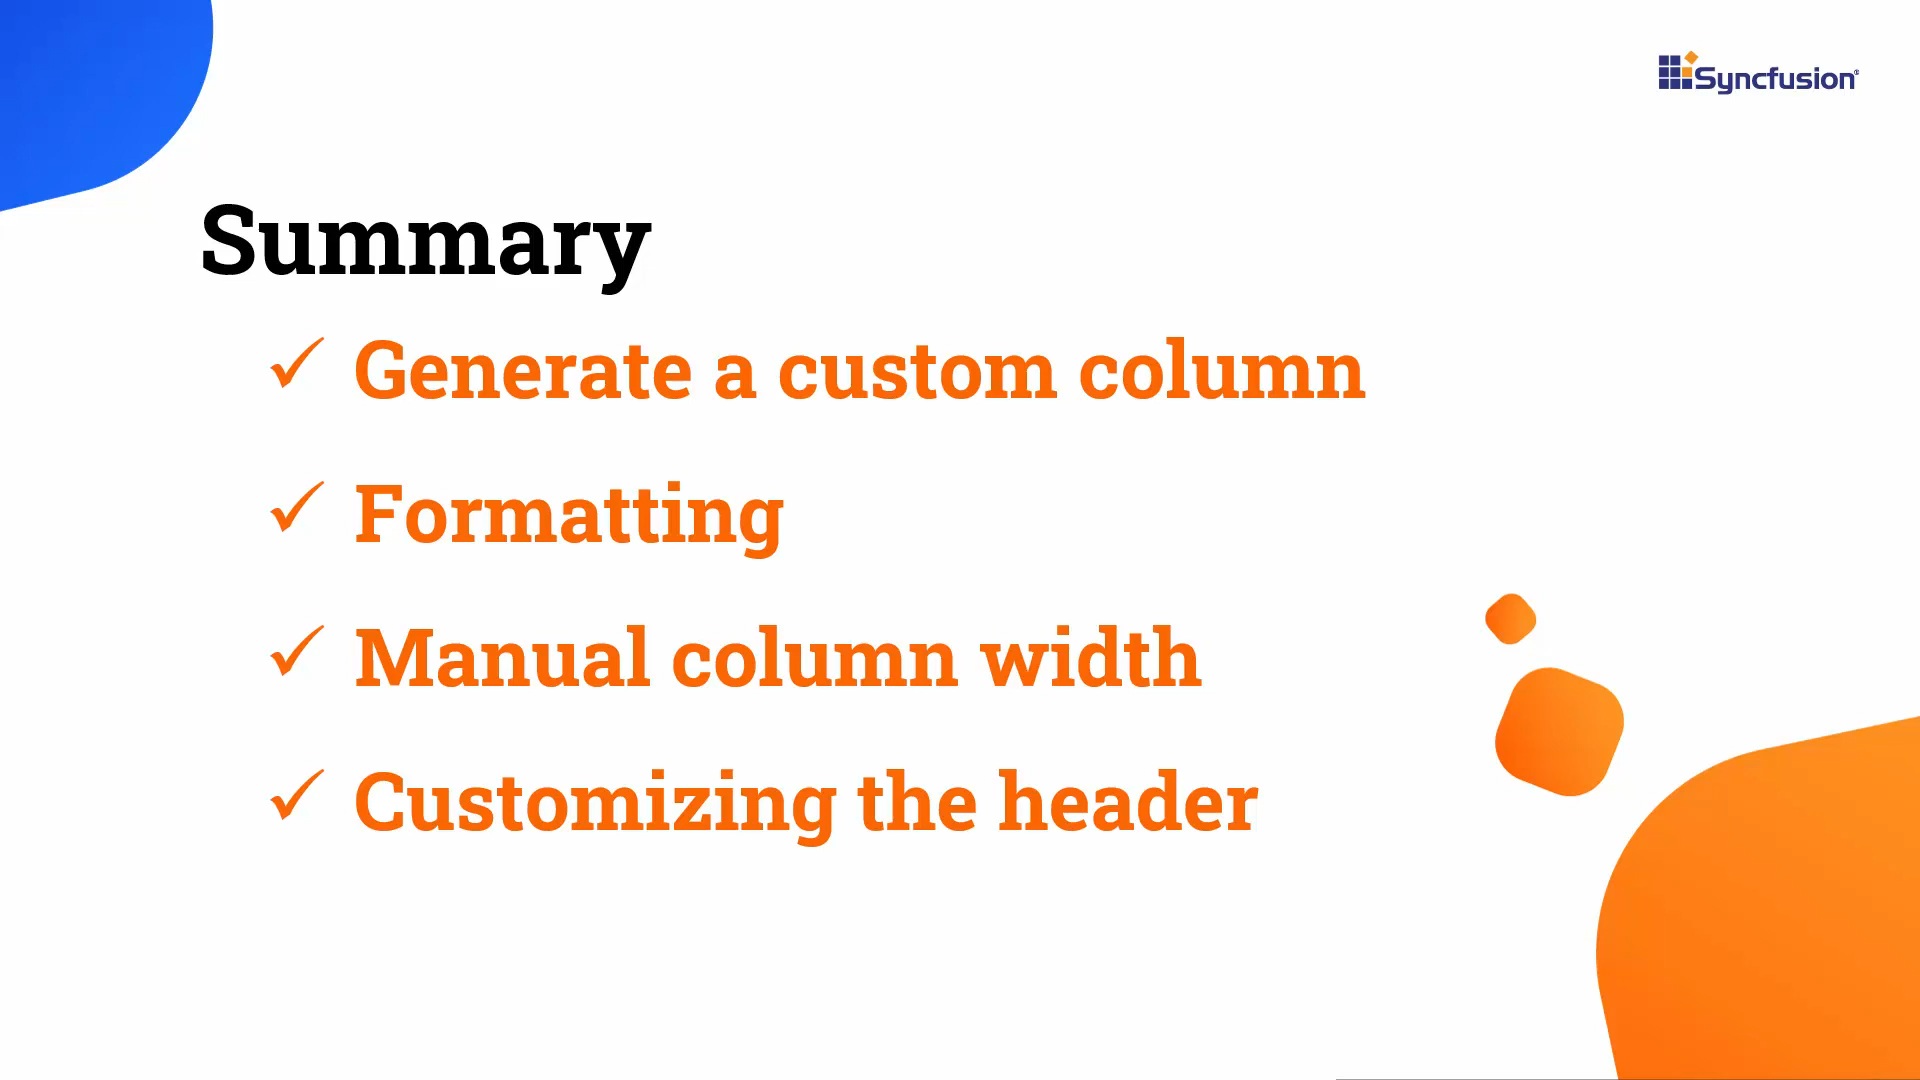 Syncfusion®
Summary
✓ Generate a custom column
✓ Formatting
✓ Manual column width
✓ Customizing the header